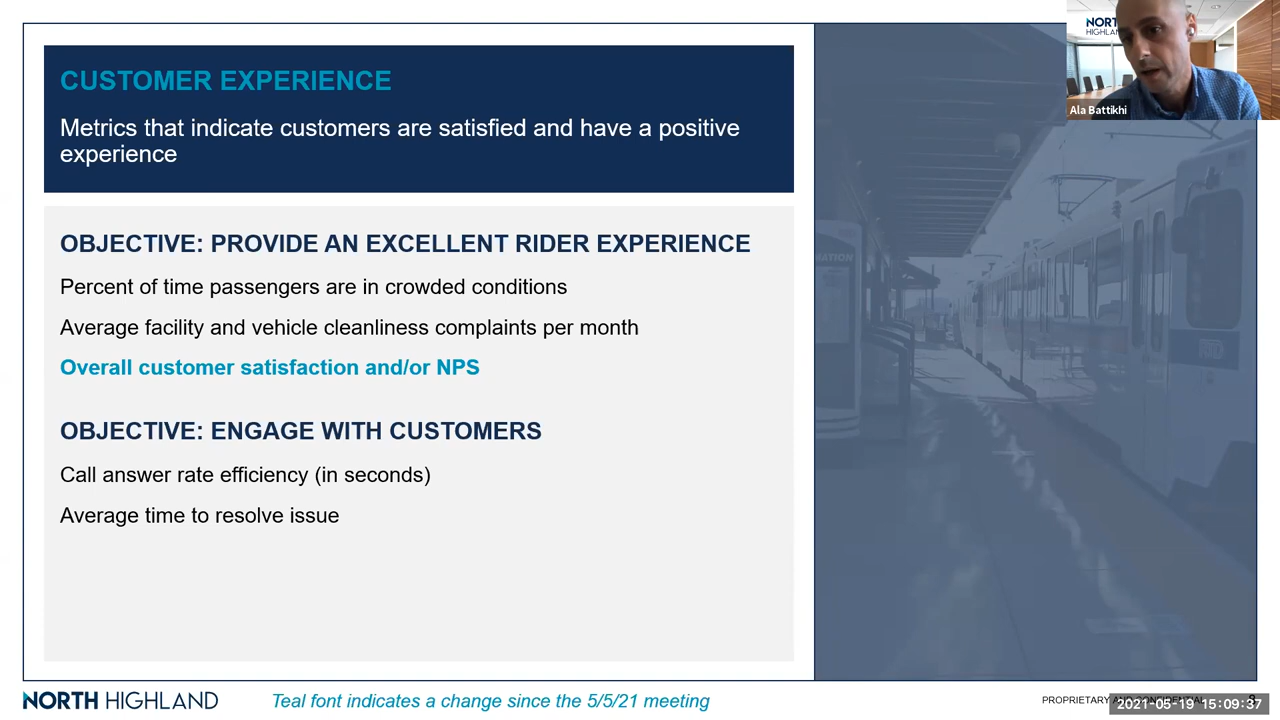 CUSTOMER EXPERIENCE
Metrics that indicate customers are satisfied and have a positive
experience
OBJECTIVE: PROVIDE AN EXCELLENT RIDER EXPERIENCE
Percent of time passengers are in crowded conditions
Average facility and vehicle cleanliness complaints per month
Overall customer satisfaction and/or NPS
OBJECTIVE: ENGAGE WITH CUSTOMERS
Call answer rate efficiency (in seconds)
Average time to resolve issue
Ala Battikhi
NORTH HIGHLAND
Teal font indicates a change since the 5/5/21 meeting
PROPRIETARY AND CONFIDENTIAL
2021-05-19 15:09:37